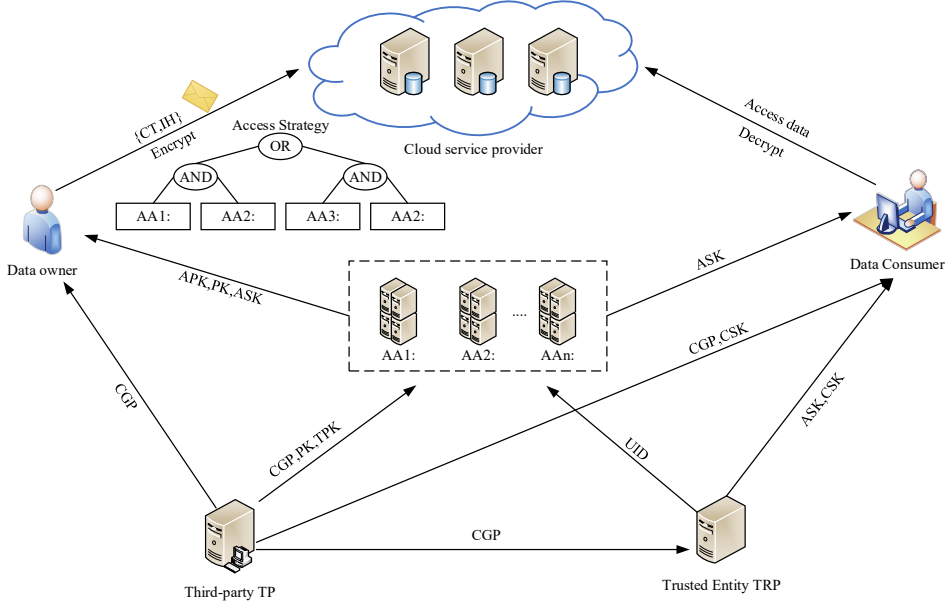 {CT,IH}
Encrypt
Access Strategy
OR
AND
AND
AA1:
AA2:
AA3:
AA2:
Cloud service provider
Access data
Decrypt
Data owner
Data Consumer
APK,PK,ASK
ASK
....
AA1:
AA2:
AAn:
CGP
CGP,PK,TPK
CGP,CSK
UID
ASK,CSK
CGP
Third-party TP
Trusted Entity TRP